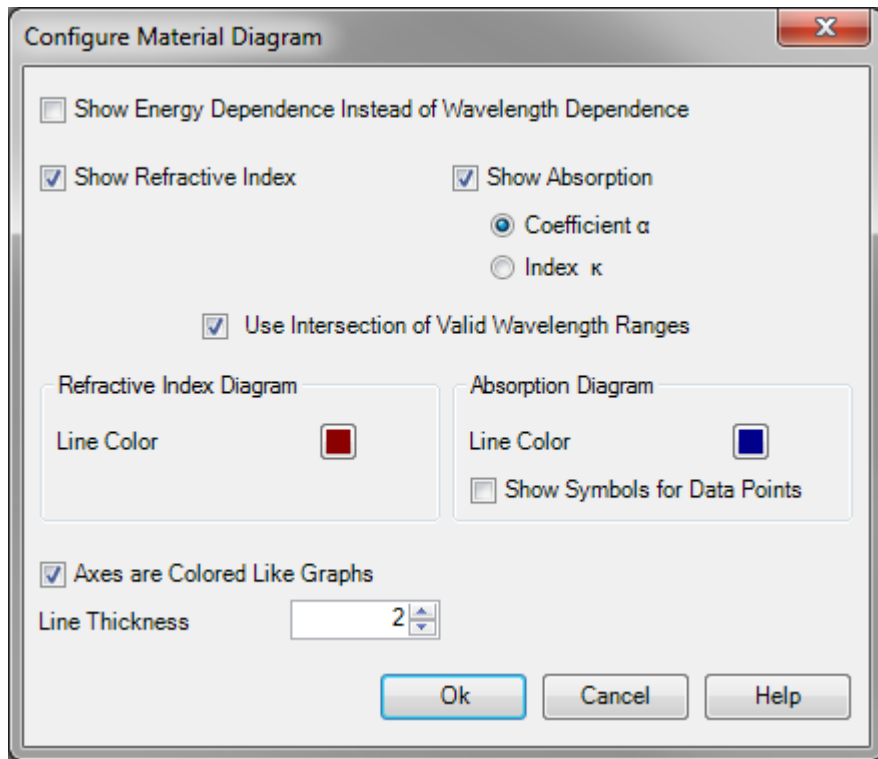 Configure Material Diagram
Show Energy Dependence Instead of Wavelength Dependence
Show Refractive Index
Show Absorption
Coefficient α
Index κ
Use Intersection of Valid Wavelength Ranges
Refractive Index Diagram
Line Color
Absorption Diagram
Line Color
Show Symbols for Data Points
Axes are Colored Like Graphs
Line Thickness 2
Ok Cancel Help